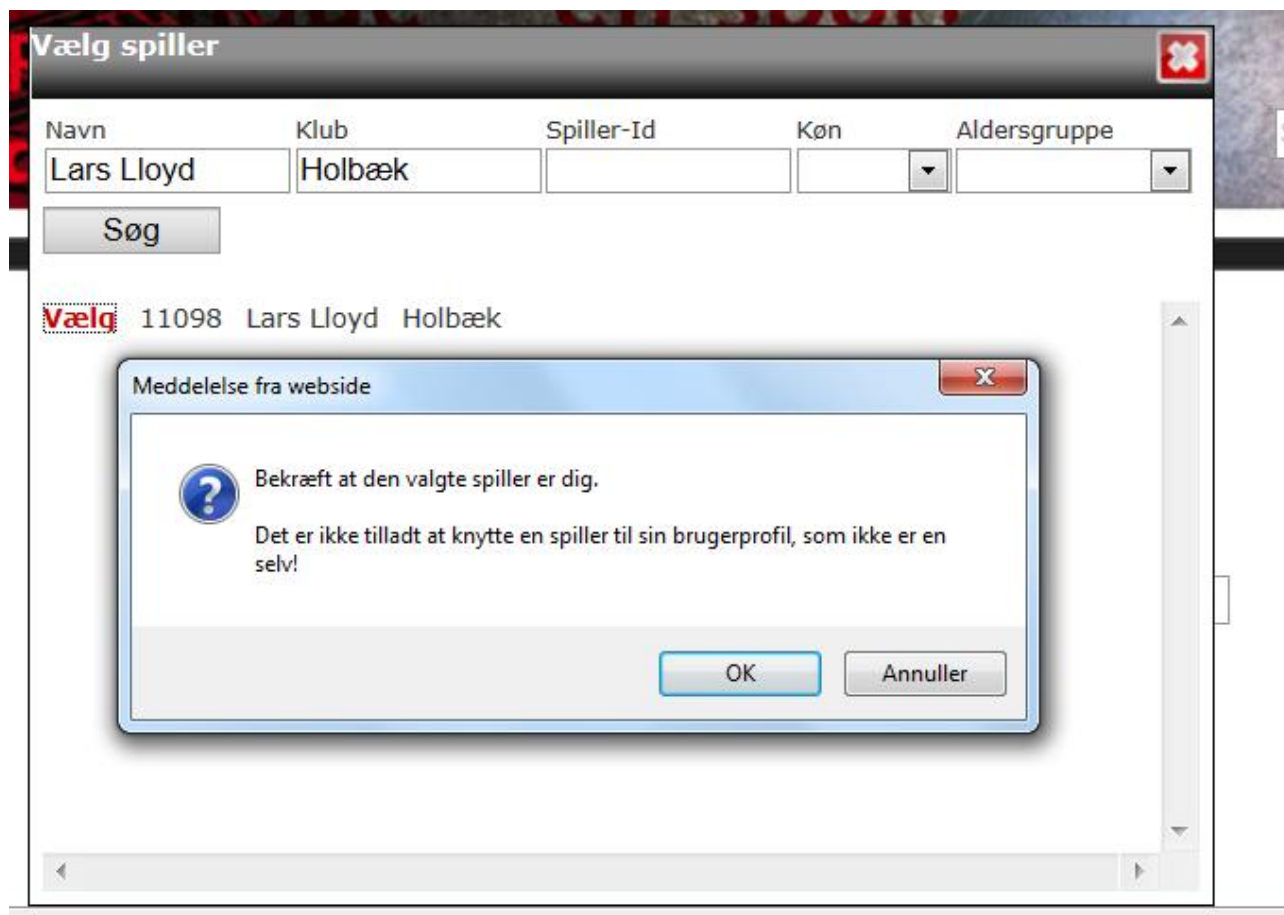 Vælg spiller
Navn Klub Spiller-Id Køn Aldersgruppe
Lars Lloyd Holbæk
Søg
Vælg 11098 Lars Lloyd Holbæk
Meddelelse fra webside
Bekræft at den valgte spiller er dig.
Det er ikke tilladt at knytte en spiller til sin brugerprofil, som ikke er en
selv!
OK Annuller